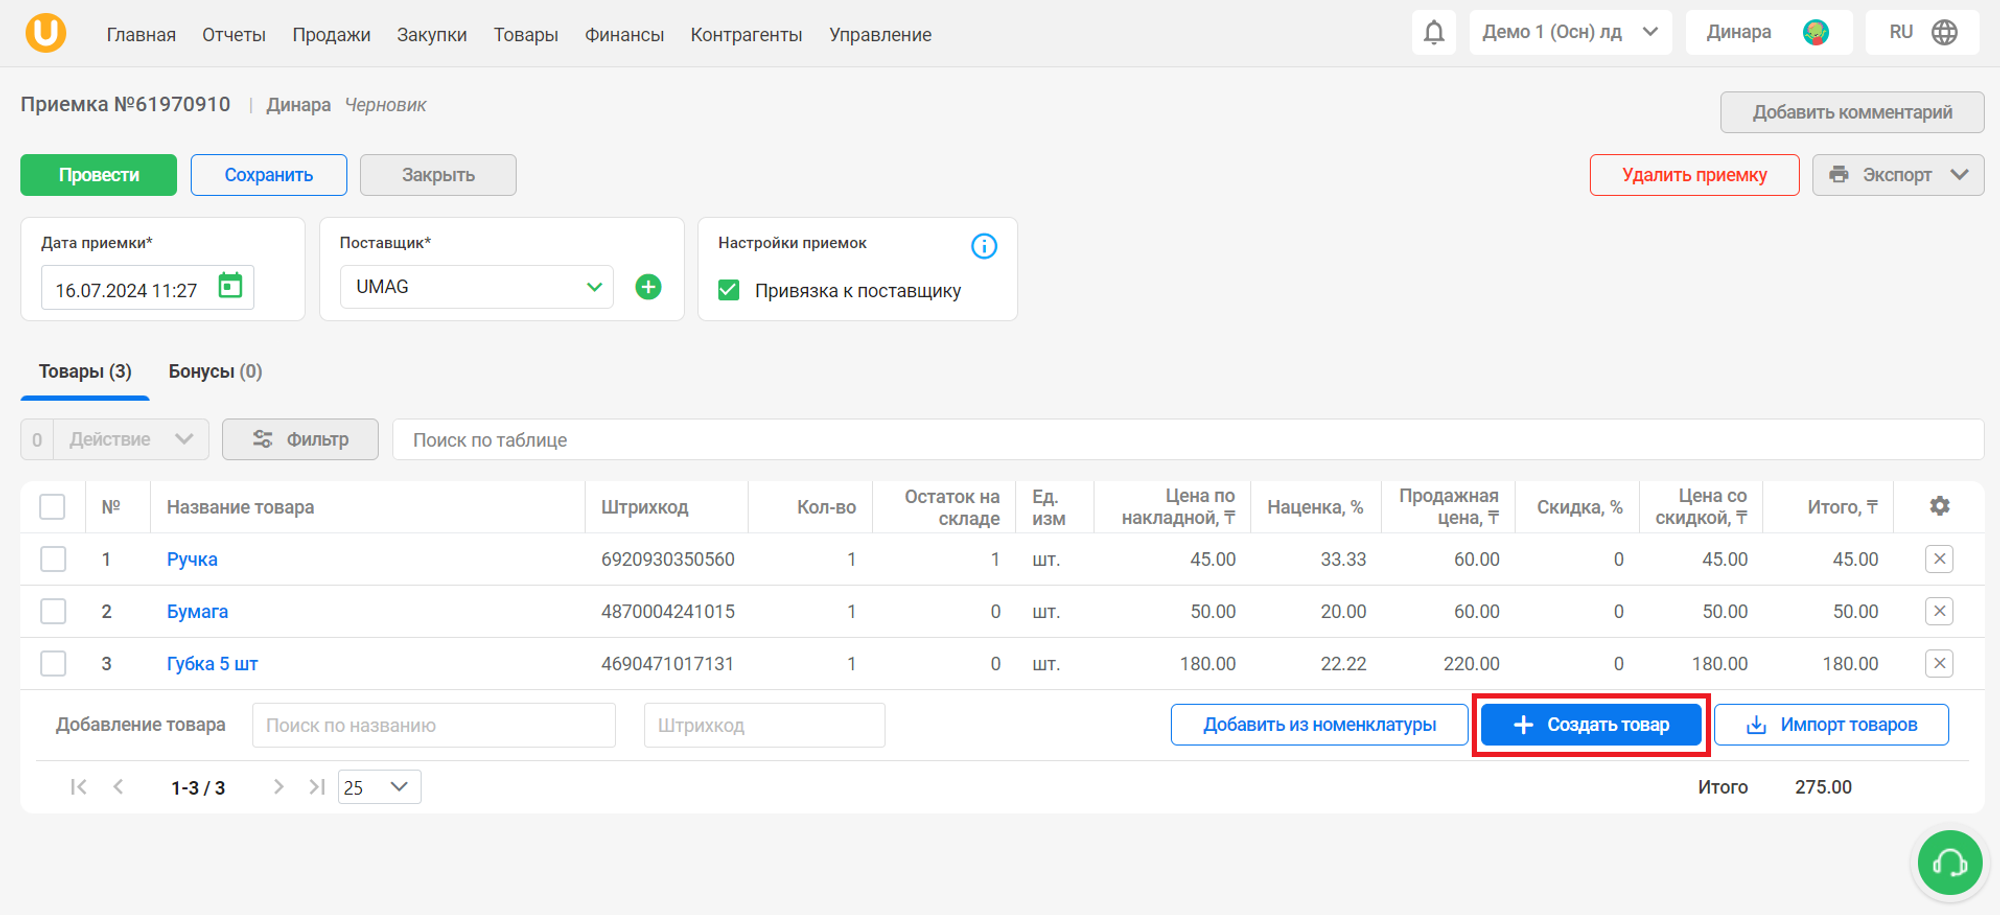 U Главная Отчеты Продажи Закупки Товары Финансы Контрагенты Управление Демо 1 (Осн) лд Динара RU
Приемка №61970910 | Динара Черновик
Добавить комментарий
Провести Сохранить Закрыть Удалить приемку Экспорт
Дата приемки* Поставщик* Настройки приемок
16.07.2024 11:27 UMAG Привязка к поставщику
Товары (3) Бонусы (0)
0 Действие Фильтр Поиск по таблице
№ Название товара Штрихкод Кол-во Остаток на складе Ед. изм Цена по накладной, ₸ Наценка, % Продажная цена, ₸ Скидка, % Цена со скидкой, ₸ Итого, ₸
1 Ручка 6920930350560 1 1 шт. 45.00 33.33 60.00 0 45.00 45.00
2 Бумага 4870004241015 1 0 шт. 50.00 20.00 60.00 0 50.00 50.00
3 Губка 5 шт 4690471017131 1 0 шт. 180.00 22.22 220.00 0 180.00 180.00
Добавление товара Поиск по названию Штрихкод Добавить из номенклатуры Создать товар Импорт товаров
1-3 / 3 25 Итого 275.00